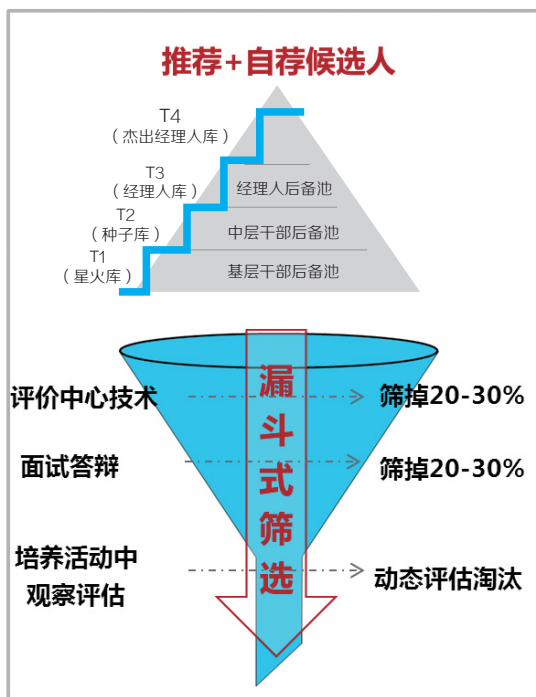 推荐+自荐候选人
T4
（杰出经理人库）
T3
（经理人库）
经理人后备池
T2
（种子库）
中层干部后备池
T1
（星火库）
基层干部后备池
漏斗式筛选
评价中心技术
筛掉20-30%
面试答辩
筛掉20-30%
培养活动中
观察评估
动态评估淘汰